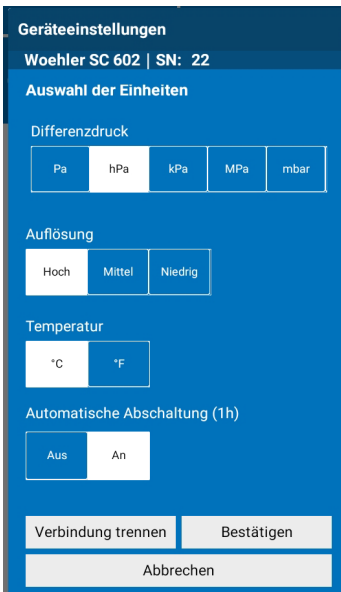 Geräteeinstellungen
Woehler SC 602 | SN: 22
Auswahl der Einheiten
Differenzdruck
Pa hPa kPa MPa mbar
Auflösung
Hoch Mittel Niedrig
Temperatur
°C °F
Automatische Abschaltung (1h)
Aus An
Verbindung trennen Bestätigen
Abbrechen